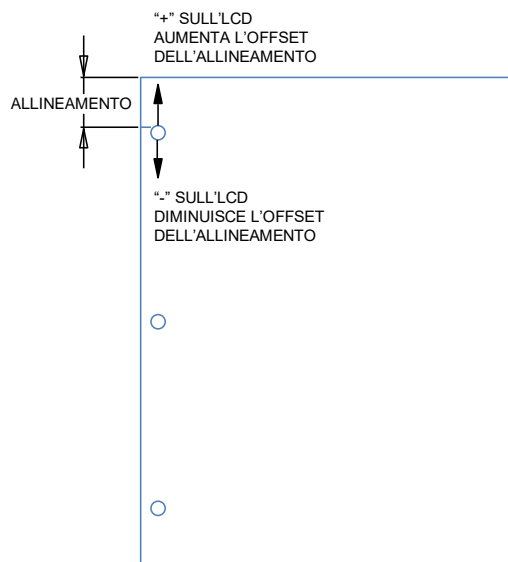 “+” SULL’LCD
AUMENTA L’OFFSET
DELL’ALLINEAMENTO
ALLINEAMENTO
“-” SULL’LCD
DIMINUISCE L’OFFSET
DELL’ALLINEAMENTO